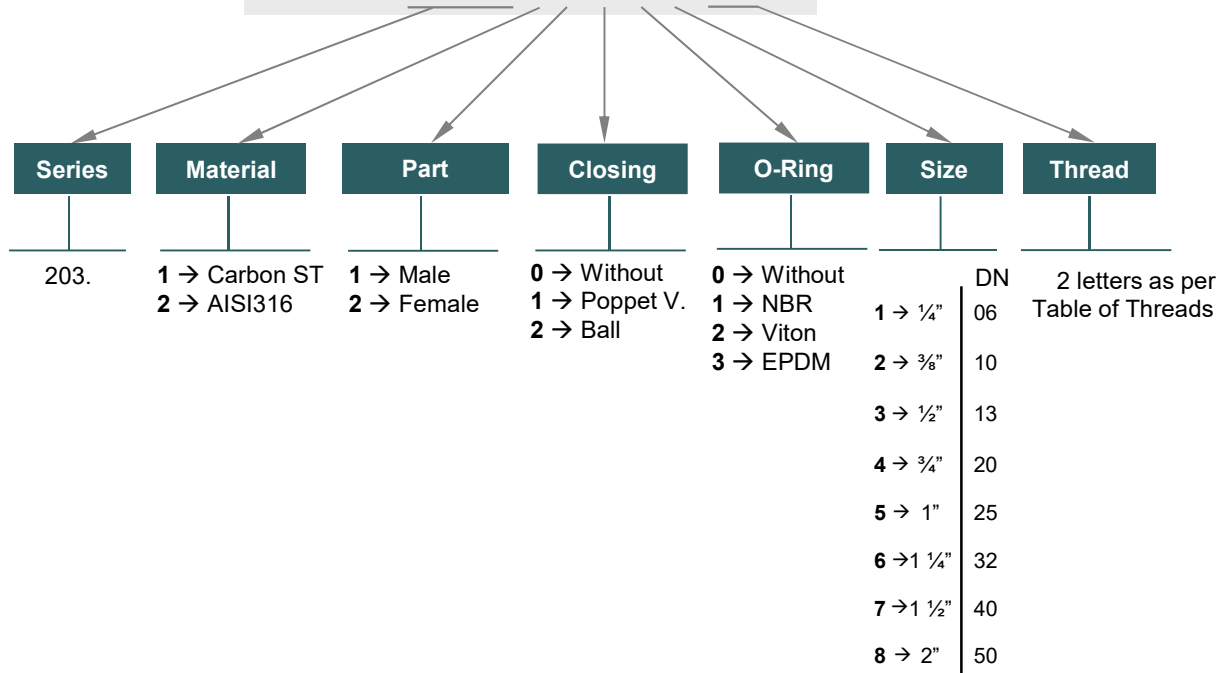 Series Material Part Closing O-Ring Size Thread
203.
1 → Carbon ST
2 → AISI316
1 → Male
2 → Female
0 → Without
1 → Poppet V.
2 → Ball
0 → Without
1 → NBR
2 → Viton
3 → EPDM
DN
1 → ¼” 06
2 → ⅜” 10
3 → ½” 13
4 → ¾” 20
5 → 1” 25
6 →1 ¼” 32
7 →1 ½” 40
8 → 2” 50
2 letters as per
Table of Threads